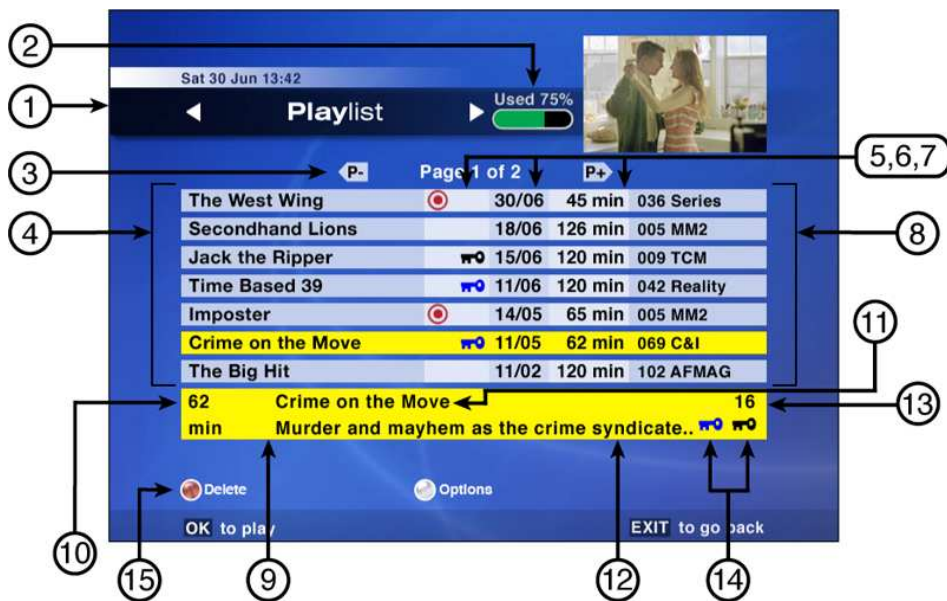 2
Sat 30 Jun 13:42
1
Playlist
Used 75%
3
P-
Page 1 of 2
P+
5,6,7
4
8
The West Wing 30/06 45 min 036 Series
Secondhand Lions 18/06 126 min 005 MM2
Jack the Ripper 15/06 120 min 009 TCM
Time Based 39 11/06 120 min 042 Reality
Imposter 14/05 65 min 005 MM2
11
Crime on the Move 11/05 62 min 069 C&I
The Big Hit 11/02 120 min 102 AFMAG
62 Crime on the Move 16
13
min Murder and mayhem as the crime syndicate..
Delete
Options
OK to play
EXIT to go back
10
15
9
12
14